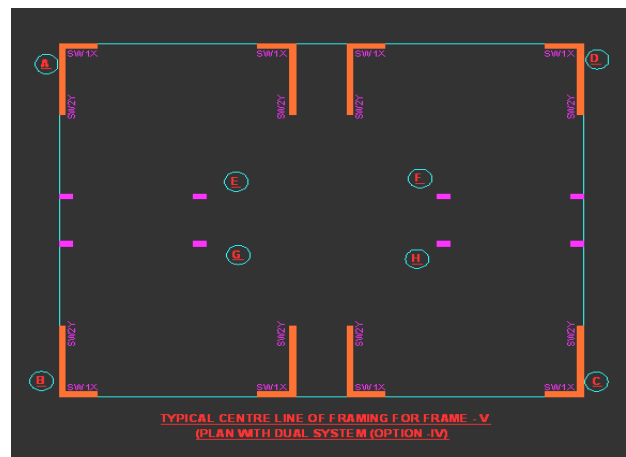 SW1X SW1X SW1X SW1X
A D
SW2Y SW2Y SW2Y SW2Y
E F
G H
SW2Y SW2Y SW2Y SW2Y
B SW1X SW1X SW1X SW1X C
TYPICAL CENTRE LINE OF FRAMING FOR FRAME - V
(PLAN WITH DUAL SYSTEM (OPTION -IV)